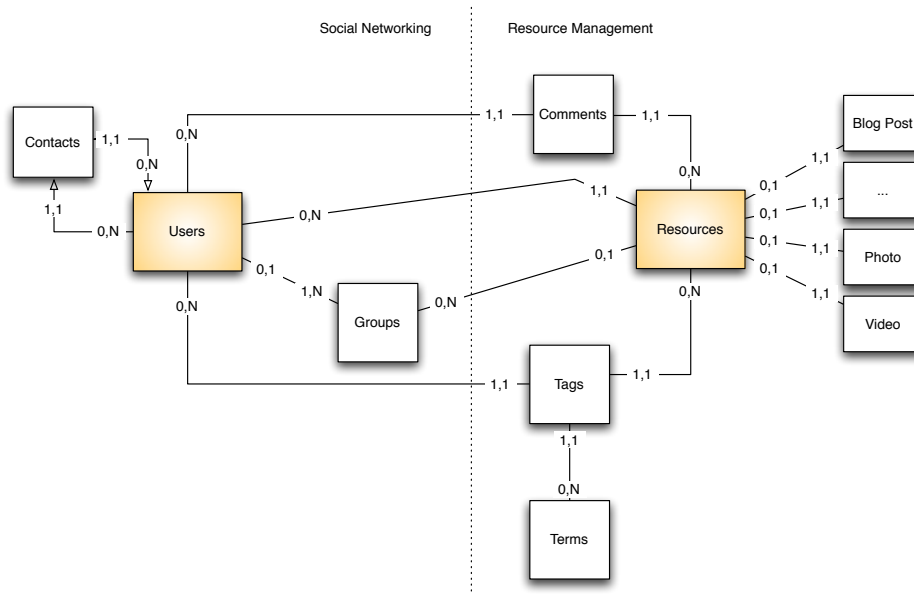 Social Networking
Resource Management
Contacts
1,1
0,N
1,1
0,N
Users
0,N
1,1
Comments
1,1
0,N
0,N
1,1
Resources
0,1
1,N
Groups
0,N
0,1
0,N
1,1
Tags
1,1
0,N
1,1
0,N
Terms
0,1
1,1
Blog Post
0,1
1,1
...
0,1
1,1
Photo
0,1
1,1
Video